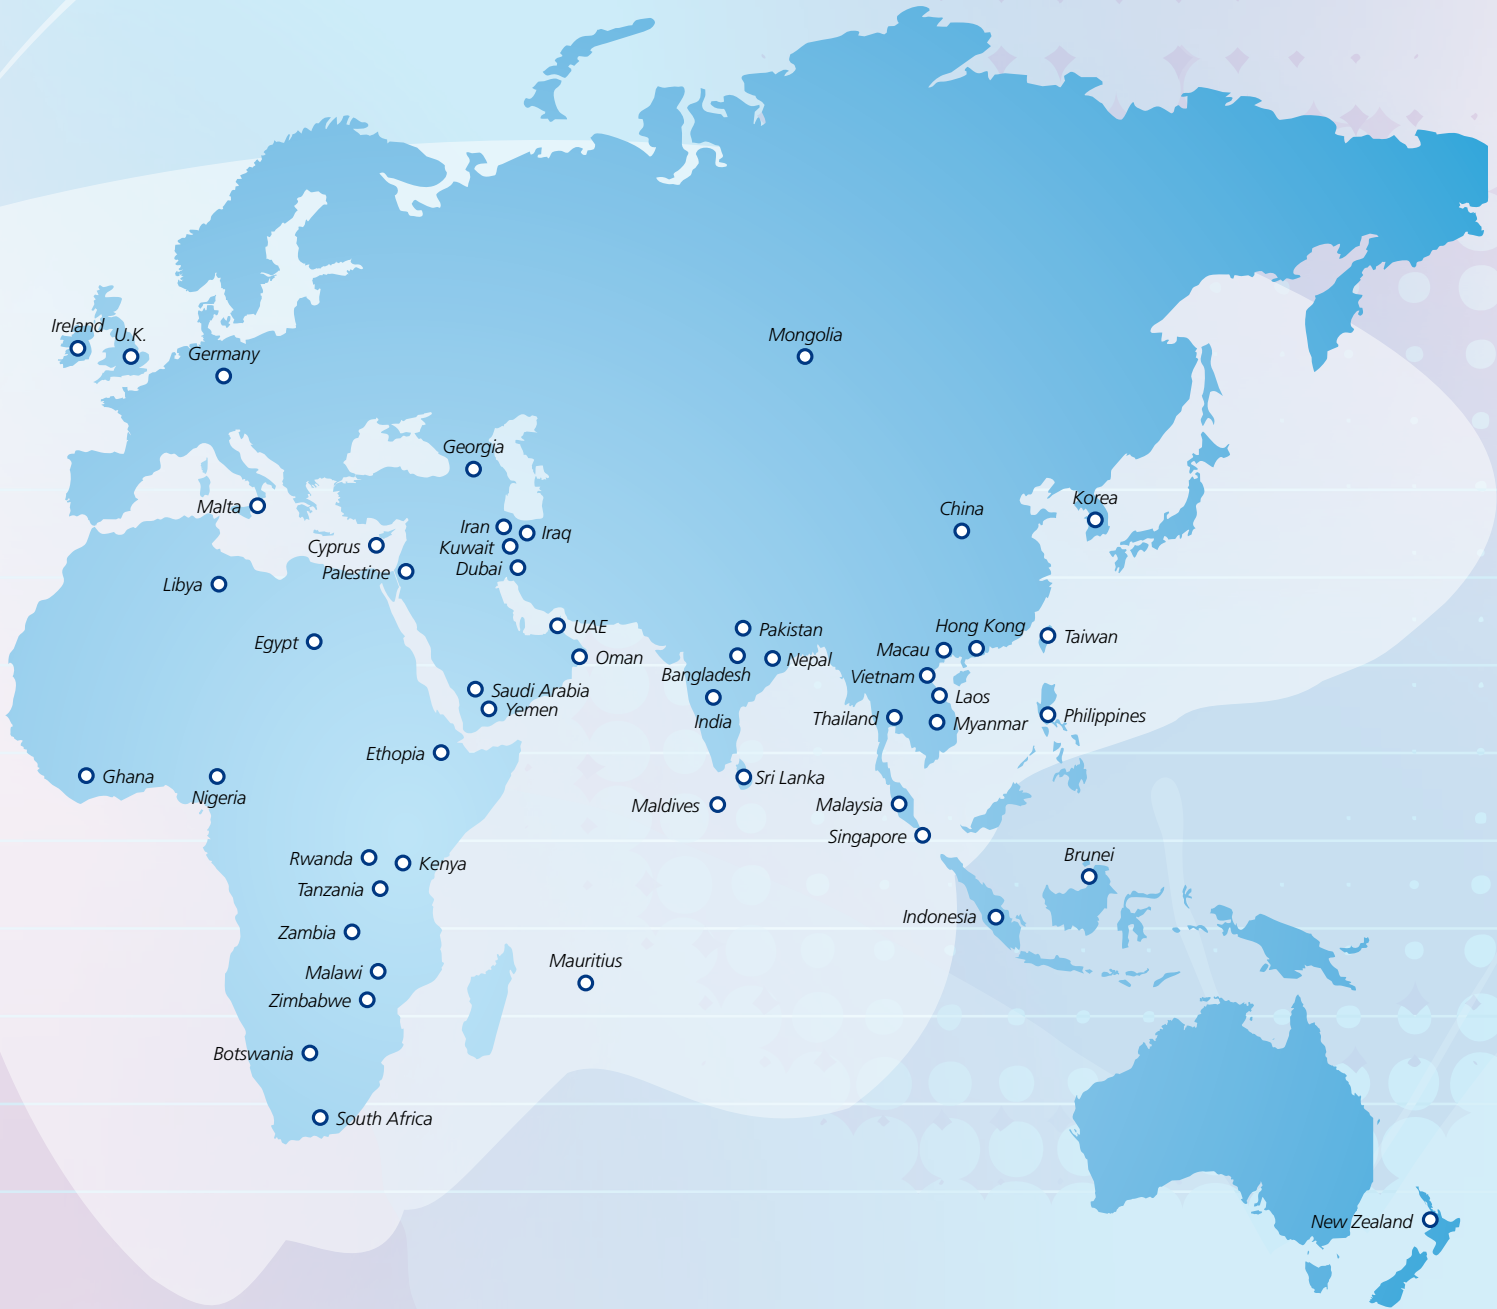 Ireland
U.K.
Germany
Mongolia
Georgia
Malta
Korea
China
Iran
Iraq
Kuwait
Cyprus
Dubai
Palestine
Libya
UAE
Hong Kong
Pakistan
Taiwan
Egypt
Macau
Oman
Nepal
Bangladesh
Vietnam
Saudi Arabia
Laos
Yemen
Philippines
Thailand
India
Myanmar
Ethopia
Ghana
Sri Lanka
Nigeria
Maldives
Malaysia
Singapore
Brunei
Rwanda
Kenya
Tanzania
Indonesia
Zambia
Mauritius
Malawi
Zimbabwe
Botswania
South Africa
New Zealand